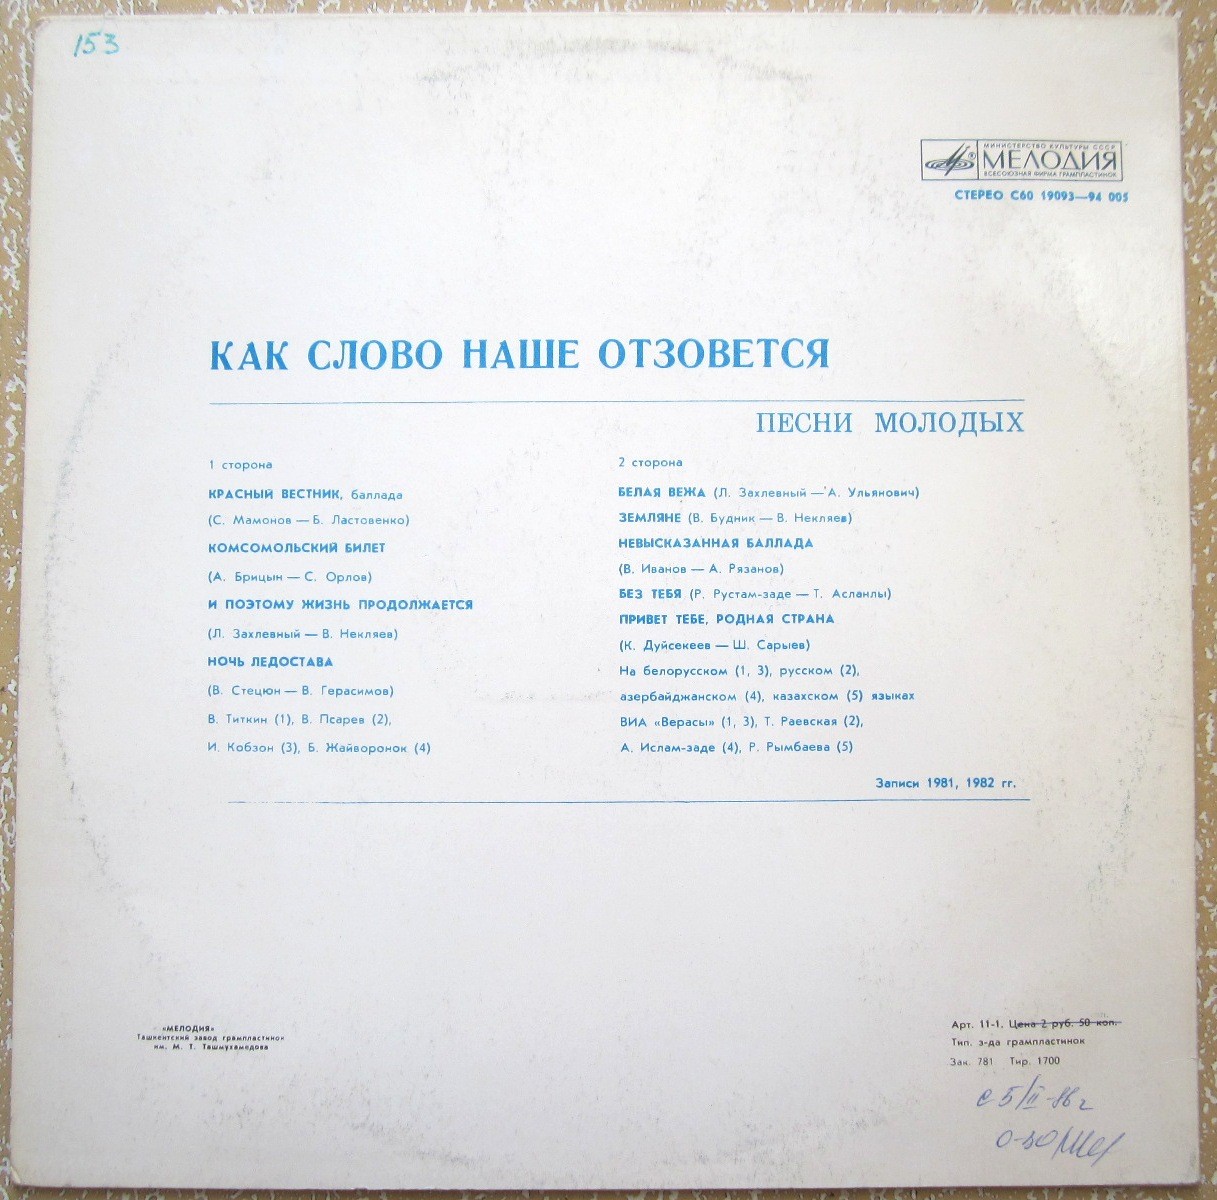 153
МИНИСТЕРСТВО КУЛЬТУРЫ СССР
МЕЛОДИЯ
ВСЕСОЮЗНАЯ ФИРМА ГРАМПЛАСТИНОК
СТЕРЕО С60 19093—94 005
КАК СЛОВО НАШЕ ОТЗОВЕТСЯ
ПЕСНИ МОЛОДЫХ
1 сторона
КРАСНЫЙ ВЕСТНИК, баллада
(С. Мамонов — Б. Ластовенко)
КОМСОМОЛЬСКИЙ БИЛЕТ
(А. Брицын — С. Орлов)
И ПОЭТОМУ ЖИЗНЬ ПРОДОЛЖАЕТСЯ
(Л. Захлевный — В. Некляев)
НОЧЬ ЛЕДОСТАВА
(В. Стецюн — В. Герасимов)
В. Титкин (1), В. Псарев (2),
И. Кобзон (3), Б. Жайворонок (4)
2 сторона
БЕЛАЯ ВЕЖА (Л. Захлевный — А. Ульянович)
ЗЕМЛЯНЕ (В. Будник — В. Некляев)
НЕВЫСКАЗАННАЯ БАЛЛАДА
(В. Иванов — А. Рязанов)
БЕЗ ТЕБЯ (Р. Рустам-заде — Т. Асланлы)
ПРИВЕТ ТЕБЕ, РОДНАЯ СТРАНА
(К. Дуйсекеев — Ш. Сарыев)
На белорусском (1, 3), русском (2),
азербайджанском (4), казахском (5) языках
ВИА «Верасы» (1, 3), Т. Раевская (2),
А. Ислам-заде (4), Р. Рымбаева (5)
Записи 1981, 1982 гг.
«МЕЛОДИЯ»
Ташкентский завод грампластинок
им. М. Т. Ташмухамедова
Арт. 11-1. Цена 2 руб. 50 коп.
Тип. з-да грампластинок
Зак. 781 Тир. 1700
с 5/II-86 г
0-50